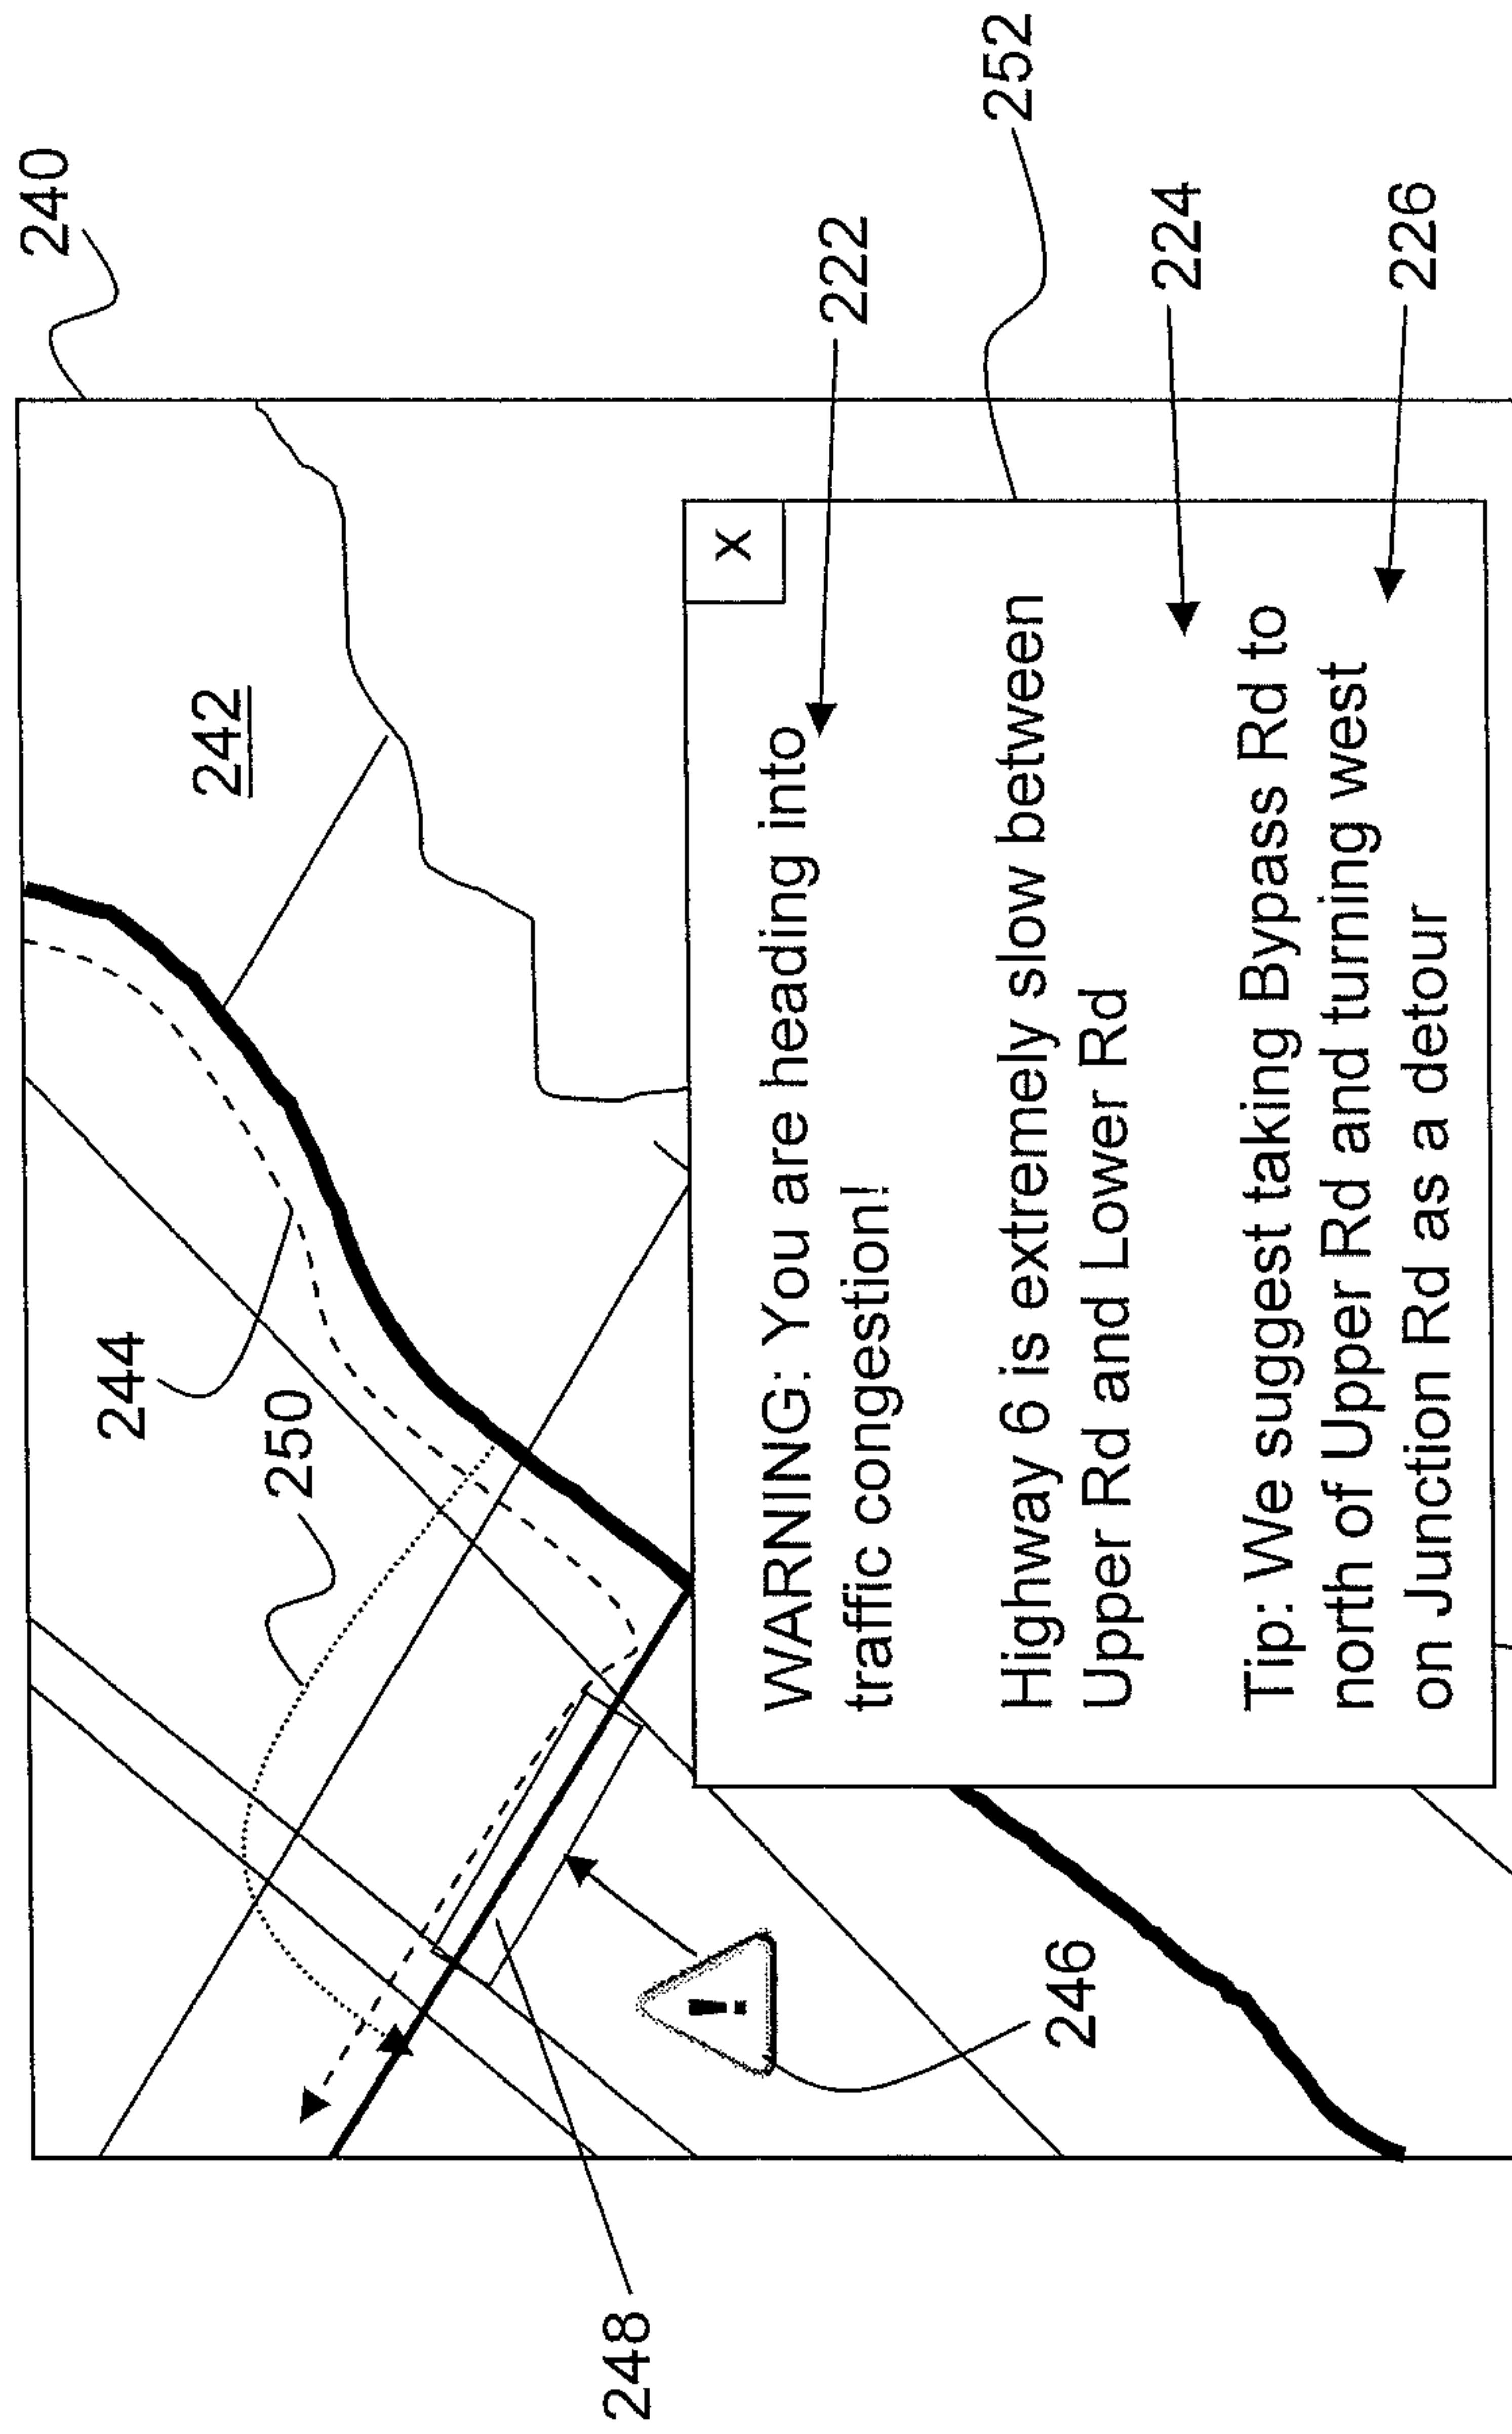 240
242
244
250
248
246
X
WARNING: You are heading into
traffic congestion!
222
252
Highway 6 is extremely slow between
Upper Rd and Lower Rd
224
Tip: We suggest taking Bypass Rd to
north of Upper Rd and turning west
on Junction Rd as a detour
226
!